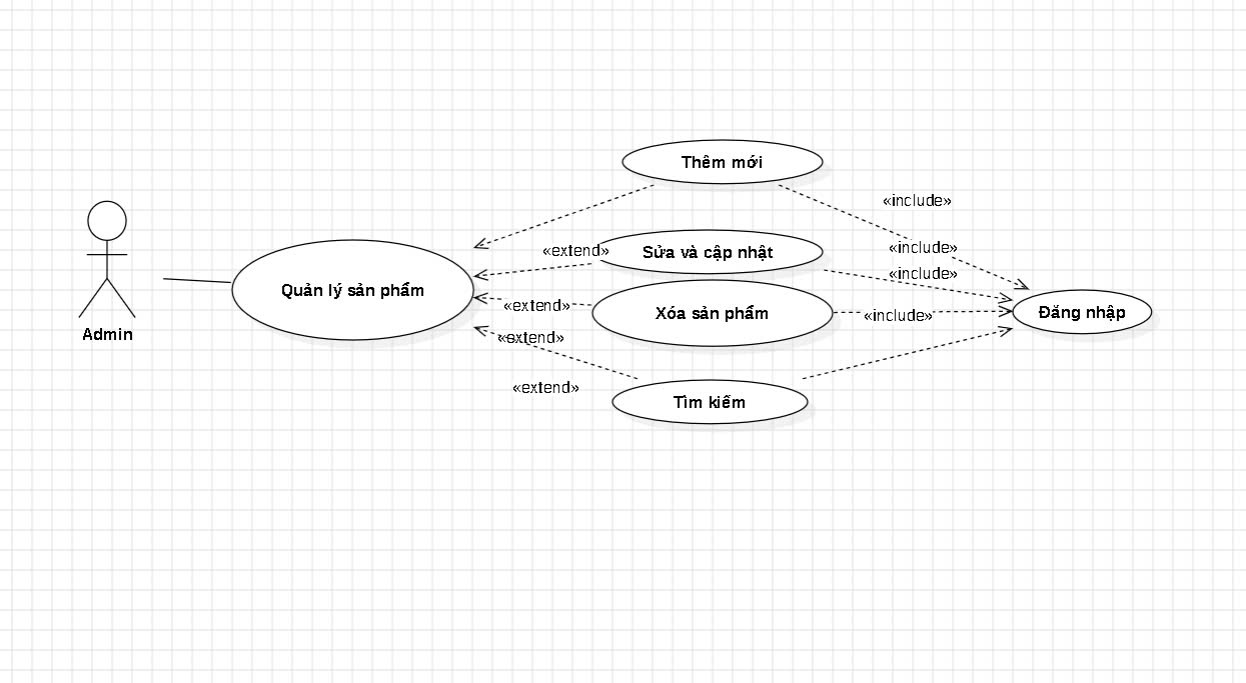 Thêm mới
«include»
«include»
«extend»
Sửa và cập nhật
«include»
Quản lý sản phẩm
«extend»
Xóa sản phẩm
«include»
Đăng nhập
Admin
«extend»
«extend»
Tìm kiếm